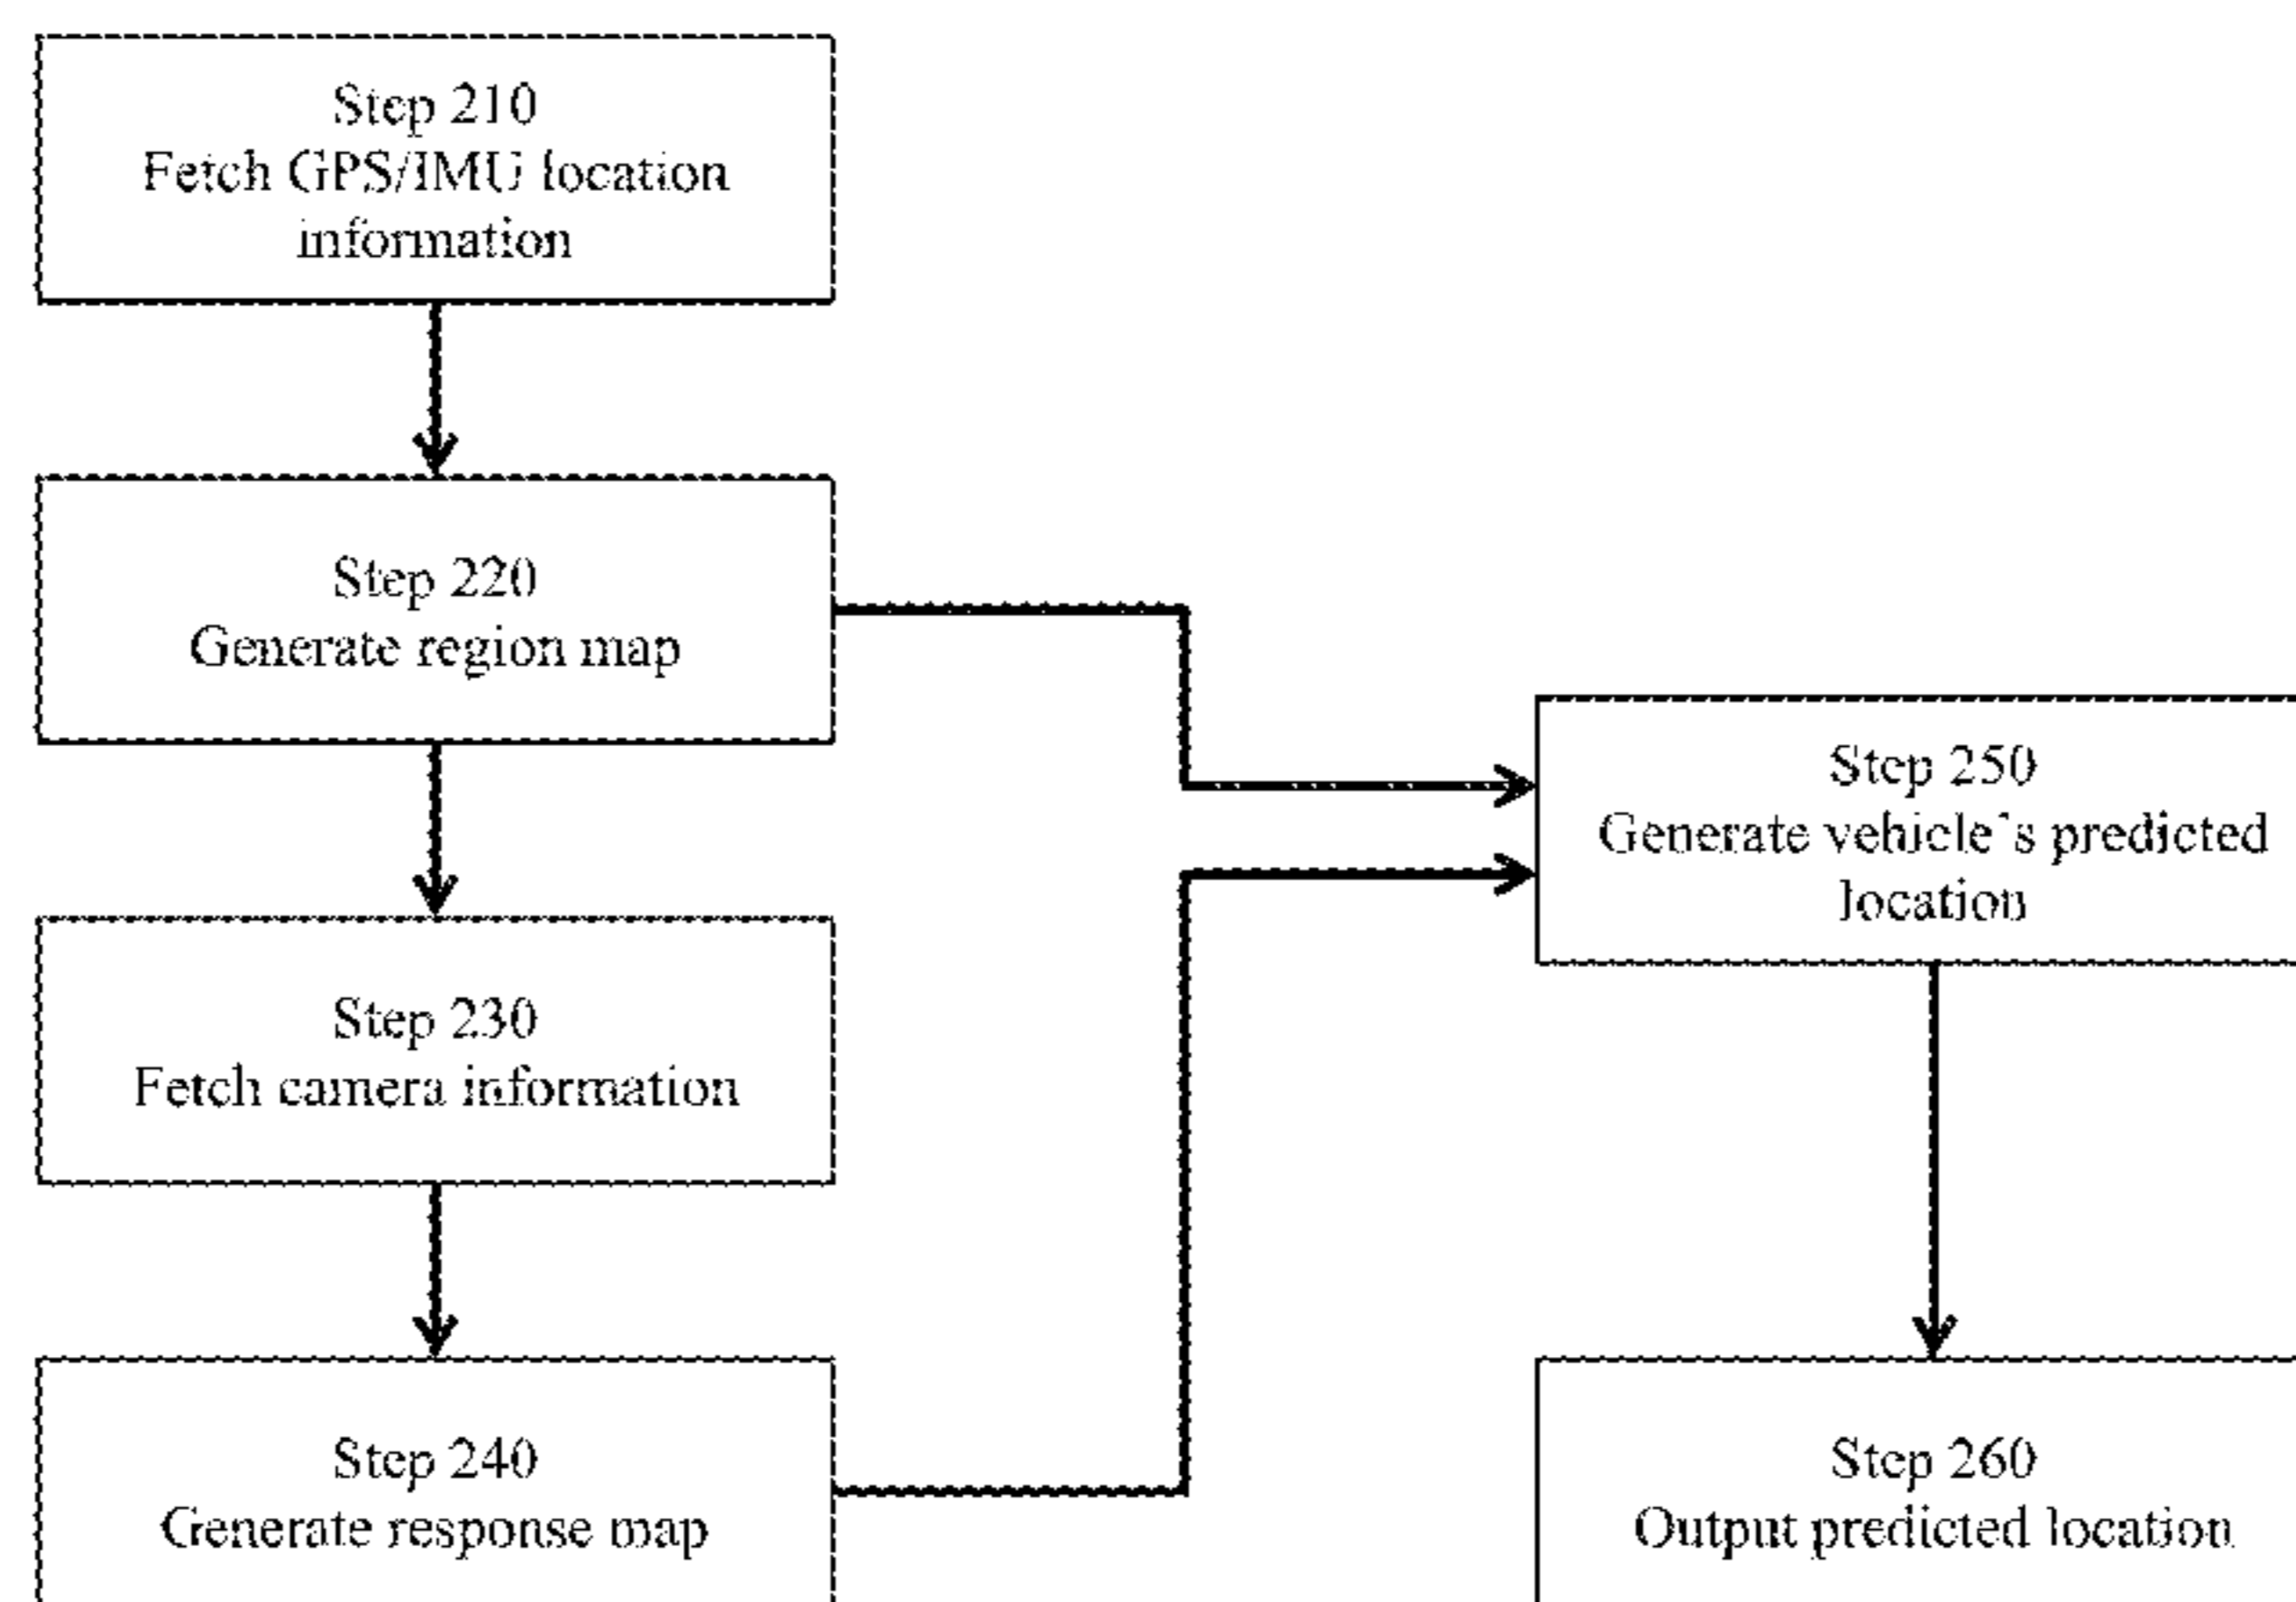 Step 210
Fetch GPS/IMU location
information
Step 220
Generate region map
Step 230
Fetch camera information
Step 240
Generate response map
Step 250
Generate vehicle`s predicted
location
Step 260
Output predicted location